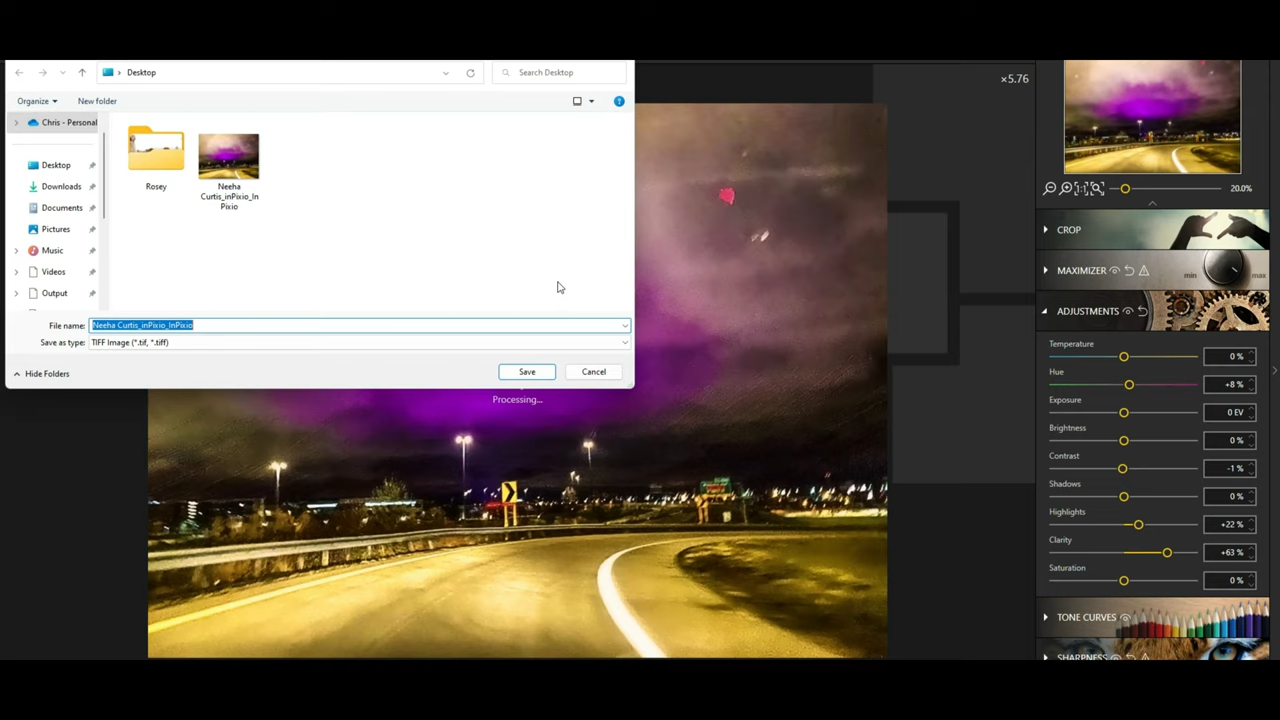 Desktop
Search Desktop
×5.76
Organize
New folder
Chris - Personal
Desktop
Downloads
Documents
Pictures
Music
Videos
Output
Rosey
Neeha
Curtis_inPixio_In
Pixio
File name:
Neeha Curtis_inPixio_InPixio
Save as type:
TIFF Image (*.tif, *.tiff)
Hide Folders
Save
Cancel
Processing...
20.0%
CROP
MAXIMIZER
min
max
ADJUSTMENTS
Temperature
0 %
Hue
+8 %
Exposure
0 EV
Brightness
0 %
Contrast
-1 %
Shadows
0 %
Highlights
+22 %
Clarity
+63 %
Saturation
0 %
TONE CURVES
SHARPNESS